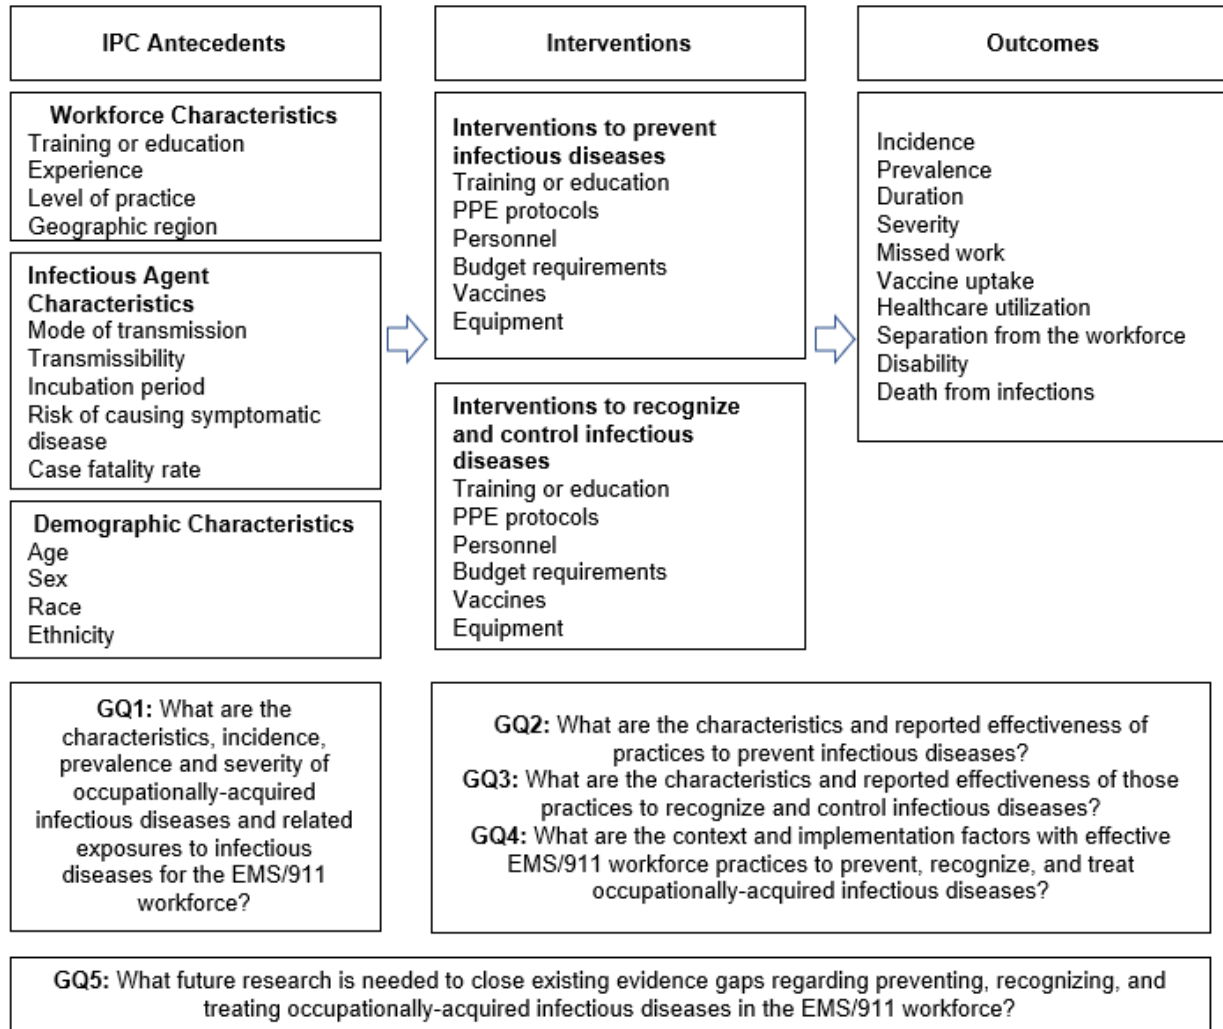 IPC Antecedents
Interventions
Outcomes
Workforce Characteristics
Training or education
Experience
Level of practice
Geographic region
Infectious Agent
Characteristics
Mode of transmission
Transmissibility
Incubation period
Risk of causing symptomatic
disease
Case fatality rate
Demographic Characteristics
Age
Sex
Race
Ethnicity
Interventions to prevent
infectious diseases
Training or education
PPE protocols
Personnel
Budget requirements
Vaccines
Equipment
Interventions to recognize
and control infectious
diseases
Training or education
PPE protocols
Personnel
Budget requirements
Vaccines
Equipment
Incidence
Prevalence
Duration
Severity
Missed work
Vaccine uptake
Healthcare utilization
Separation from the workforce
Disability
Death from infections
GQ1: What are the
characteristics, incidence,
prevalence and severity of
occupationally-acquired
infectious diseases and related
exposures to infectious
diseases for the EMS/911
workforce?
GQ2: What are the characteristics and reported effectiveness of
practices to prevent infectious diseases?
GQ3: What are the characteristics and reported effectiveness of those
practices to recognize and control infectious diseases?
GQ4: What are the context and implementation factors with effective
EMS/911 workforce practices to prevent, recognize, and treat
occupationally-acquired infectious diseases?
GQ5: What future research is needed to close existing evidence gaps regarding preventing, recognizing, and
treating occupationally-acquired infectious diseases in the EMS/911 workforce?